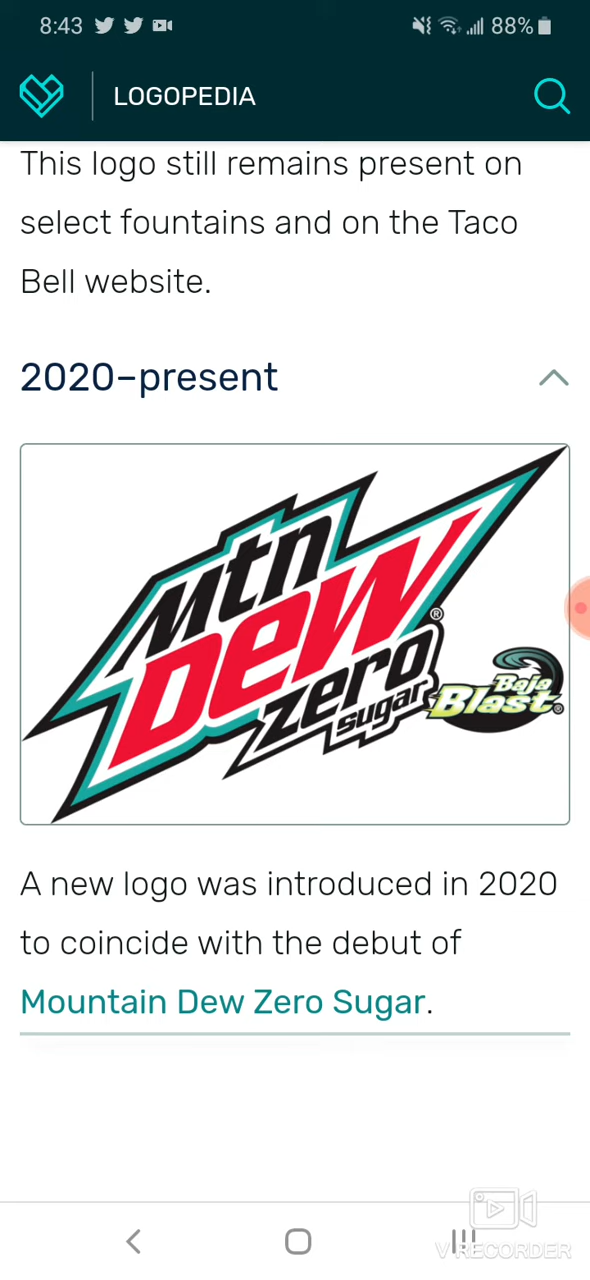 8:43 88%
LOGOPEDIA
This logo still remains present on
select fountains and on the Taco
Bell website.
2020–present
Mtn
Dew®
zero
sugar
Baja
Blast®
A new logo was introduced in 2020
to coincide with the debut of
Mountain Dew Zero Sugar.
V RECORDER